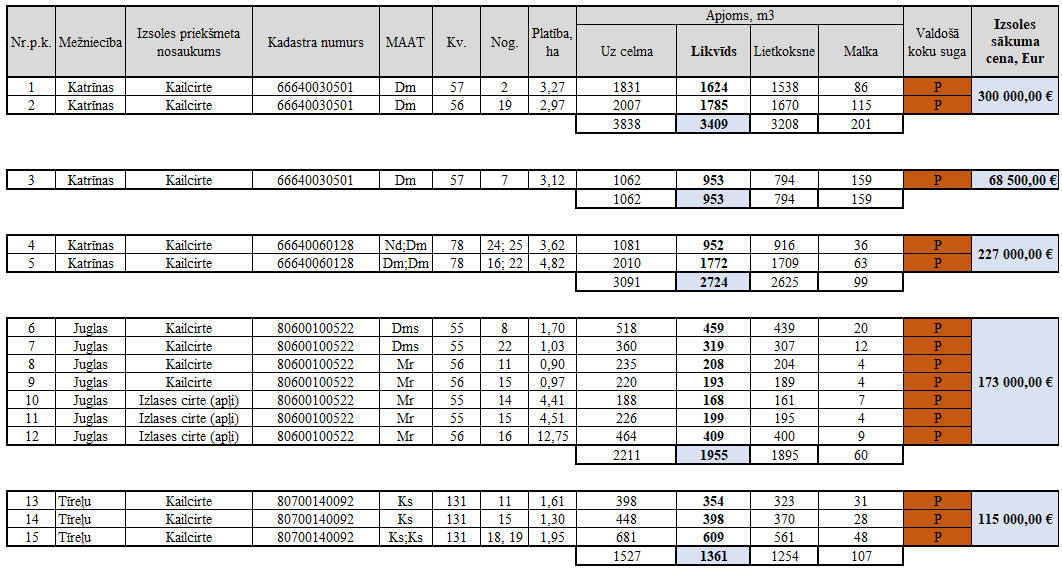 Nr.p.k. Mežniecība Izsoles priekšmeta nosaukums Kadastra numurs MAAT Kv. Nog. Platība, ha Apjoms, m3 Uz celma Likvīds Lietkoksne Malka Valdošā koku suga Izsoles sākuma cena, Eur
1 Katrīnas Kailcirte 66640030501 Dm 57 2 3,27 1831 1624 1538 86 P 300 000,00 €
2 Katrīnas Kailcirte 66640030501 Dm 56 19 2,97 2007 1785 1670 115 P
3838 3409 3208 201
3 Katrīnas Kailcirte 66640030501 Dm 57 7 3,12 1062 953 794 159 P 68 500,00 €
1062 953 794 159
4 Katrīnas Kailcirte 66640060128 Nd;Dm 78 24; 25 3,62 1081 952 916 36 P 227 000,00 €
5 Katrīnas Kailcirte 66640060128 Dm;Dm 78 16; 22 4,82 2010 1772 1709 63 P
3091 2724 2625 99
6 Juglas Kailcirte 80600100522 Dms 55 8 1,70 518 459 439 20 P 173 000,00 €
7 Juglas Kailcirte 80600100522 Dms 55 22 1,03 360 319 307 12 P
8 Juglas Kailcirte 80600100522 Mr 56 11 0,90 235 208 204 4 P
9 Juglas Kailcirte 80600100522 Mr 56 15 0,97 220 193 189 4 P
10 Juglas Izlases cirte (apļi) 80600100522 Mr 55 14 4,41 188 168 161 7 P
11 Juglas Izlases cirte (apļi) 80600100522 Mr 55 15 4,51 226 199 195 4 P
12 Juglas Izlases cirte (apļi) 80600100522 Mr 56 16 12,75 464 409 400 9 P
2211 1955 1895 60
13 Tīreļu Kailcirte 80700140092 Ks 131 11 1,61 398 354 323 31 P 115 000,00 €
14 Tīreļu Kailcirte 80700140092 Ks 131 15 1,30 448 398 370 28 P
15 Tīreļu Kailcirte 80700140092 Ks;Ks 131 18, 19 1,95 681 609 561 48 P
1527 1361 1254 107